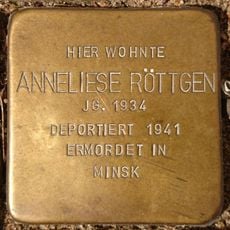 HIER WOHNTE
ANNELIESE RÖTTGEN
JG. 1934
DEPORTIERT 1941
ERMORDET IN
MINSK